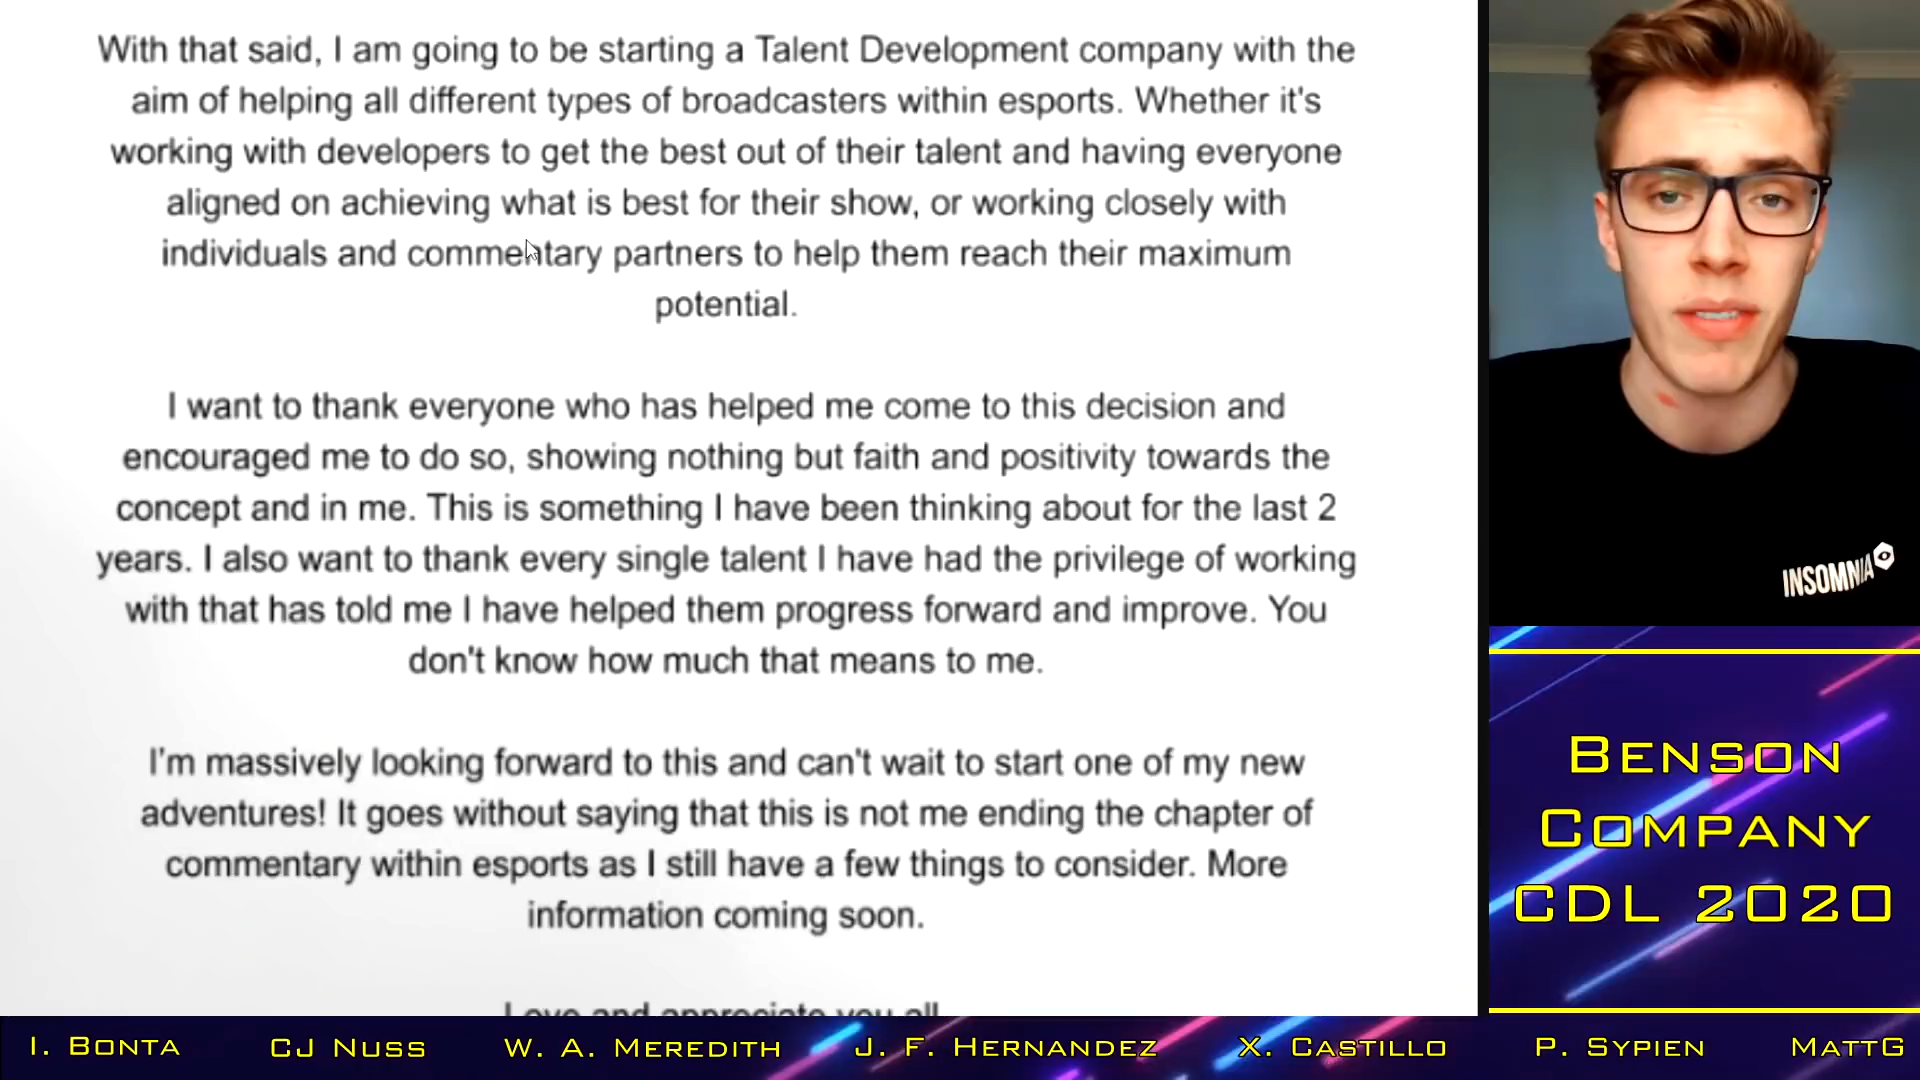 With that said, I am going to be starting a Talent Development company with the
aim of helping all different types of broadcasters within esports. Whether it's
working with developers to get the best out of their talent and having everyone
aligned on achieving what is best for their show, or working closely with
individuals and commentary partners to help them reach their maximum
potential.
I want to thank everyone who has helped me come to this decision and
encouraged me to do so, showing nothing but faith and positivity towards the
concept and in me. This is something I have been thinking about for the last 2
years. I also want to thank every single talent I have had the privilege of working
with that has told me I have helped them progress forward and improve. You
don't know how much that means to me.
I'm massively looking forward to this and can't wait to start one of my new
adventures! It goes without saying that this is not me ending the chapter of
commentary within esports as I still have a few things to consider. More
information coming soon.
Love and appreciate you all
INSOMNIA
BENSON
COMPANY
CDL 2020
I. BONTA CJ NUSS W. A. MEREDITH J. F. HERNANDEZ X. CASTILLO P. SYPIEN MATTG